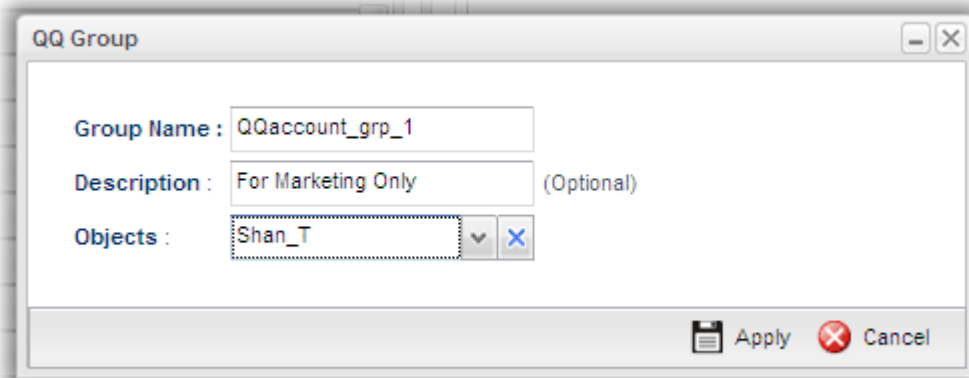 QQ Group
Group Name : QQaccount_grp_1
Description : For Marketing Only (Optional)
Objects : Shan_T
Apply Cancel